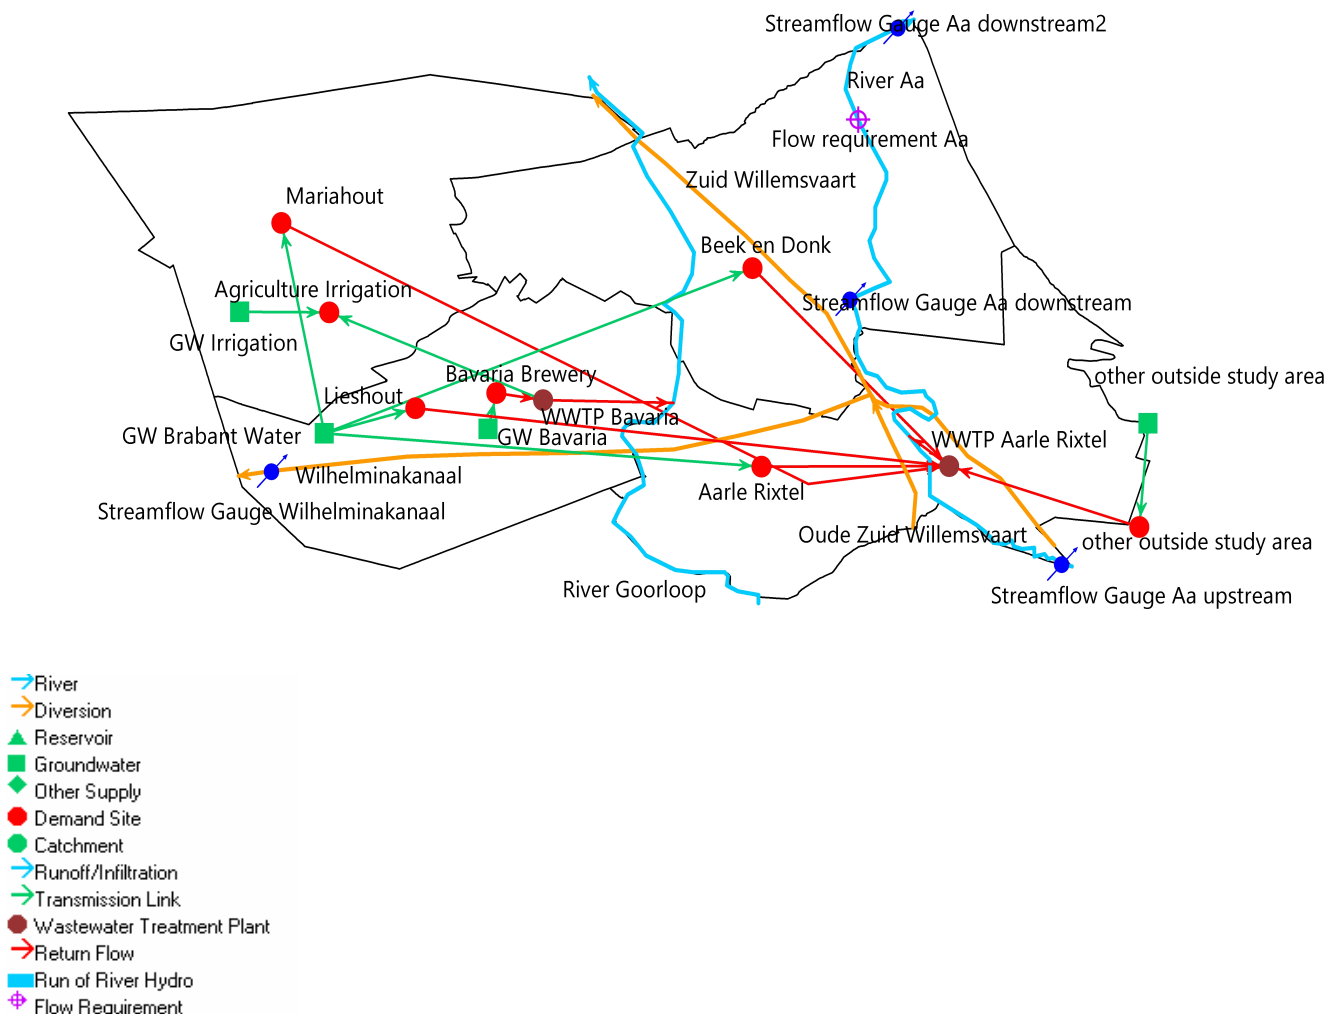 Streamflow Gauge Aa downstream2
River Aa
Flow requirement Aa
Zuid Willemsvaart
Mariahout
Beek en Donk
Agriculture Irrigation
Streamflow Gauge Aa downstream
GW Irrigation
Bavaria Brewery
other outside study area
Lieshout
WWTP Bavaria
GW Brabant Water
GW Bavaria
WWTP Aarle Rixtel
Wilhelminakanaal
Aarle Rixtel
Streamflow Gauge Wilhelminakanaal
Oude Zuid Willemsvaart
other outside study area
River Goorloop
Streamflow Gauge Aa upstream
River
Diversion
Reservoir
Groundwater
Other Supply
Demand Site
Catchment
Runoff/Infiltration
Transmission Link
Wastewater Treatment Plant
Return Flow
Run of River Hydro
Flow Requirement